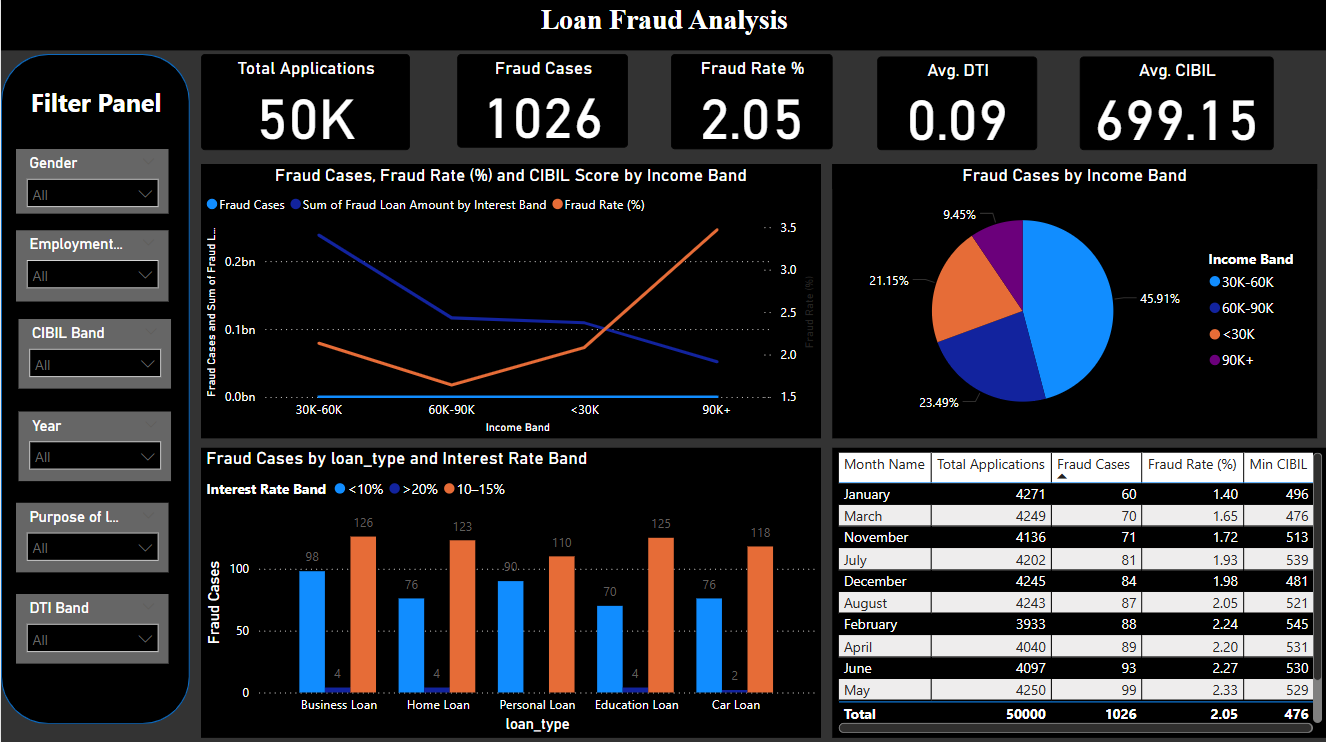 Loan Fraud Analysis
Filter Panel
Gender
All
Employment...
All
CIBIL Band
All
Year
All
Purpose of l...
All
DTI Band
All
Total Applications
50K
Fraud Cases
1026
Fraud Rate %
2.05
Avg. DTI
0.09
Avg. CIBIL
699.15
Fraud Cases, Fraud Rate (%) and CIBIL Score by Income Band
Fraud Cases Sum of Fraud Loan Amount by Interest Band Fraud Rate (%)
Fraud Cases and Sum of Fraud L...
0.2bn
0.1bn
0.0bn
3.5
3.0
2.5
2.0
1.5
Fraud Rate (%)
30K-60K 60K-90K <30K 90K+
Income Band
Fraud Cases by Income Band
9.45%
21.15%
45.91%
23.49%
Income Band
30K-60K
60K-90K
<30K
90K+
Fraud Cases by loan_type and Interest Rate Band
Interest Rate Band <10% >20% 10–15%
Fraud Cases
100
50
0
98 4 126
76 4 123
90 110
70 4 125
76 2 118
Business Loan Home Loan Personal Loan Education Loan Car Loan
loan_type
Month Name Total Applications Fraud Cases Fraud Rate (%) Min CIBIL
January 4271 60 1.40 496
March 4249 70 1.65 476
November 4136 71 1.72 513
July 4202 81 1.93 539
December 4245 84 1.98 481
August 4243 87 2.05 521
February 3933 88 2.24 545
April 4040 89 2.20 531
June 4097 93 2.27 530
May 4250 99 2.33 529
Total 50000 1026 2.05 476